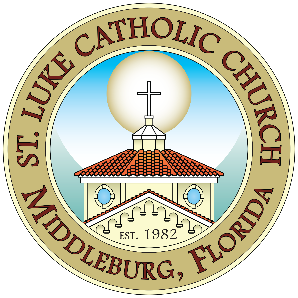 ST. LUKE CATHOLIC CHURCH
EST. 1982
MIDDLEBURG, FLORIDA